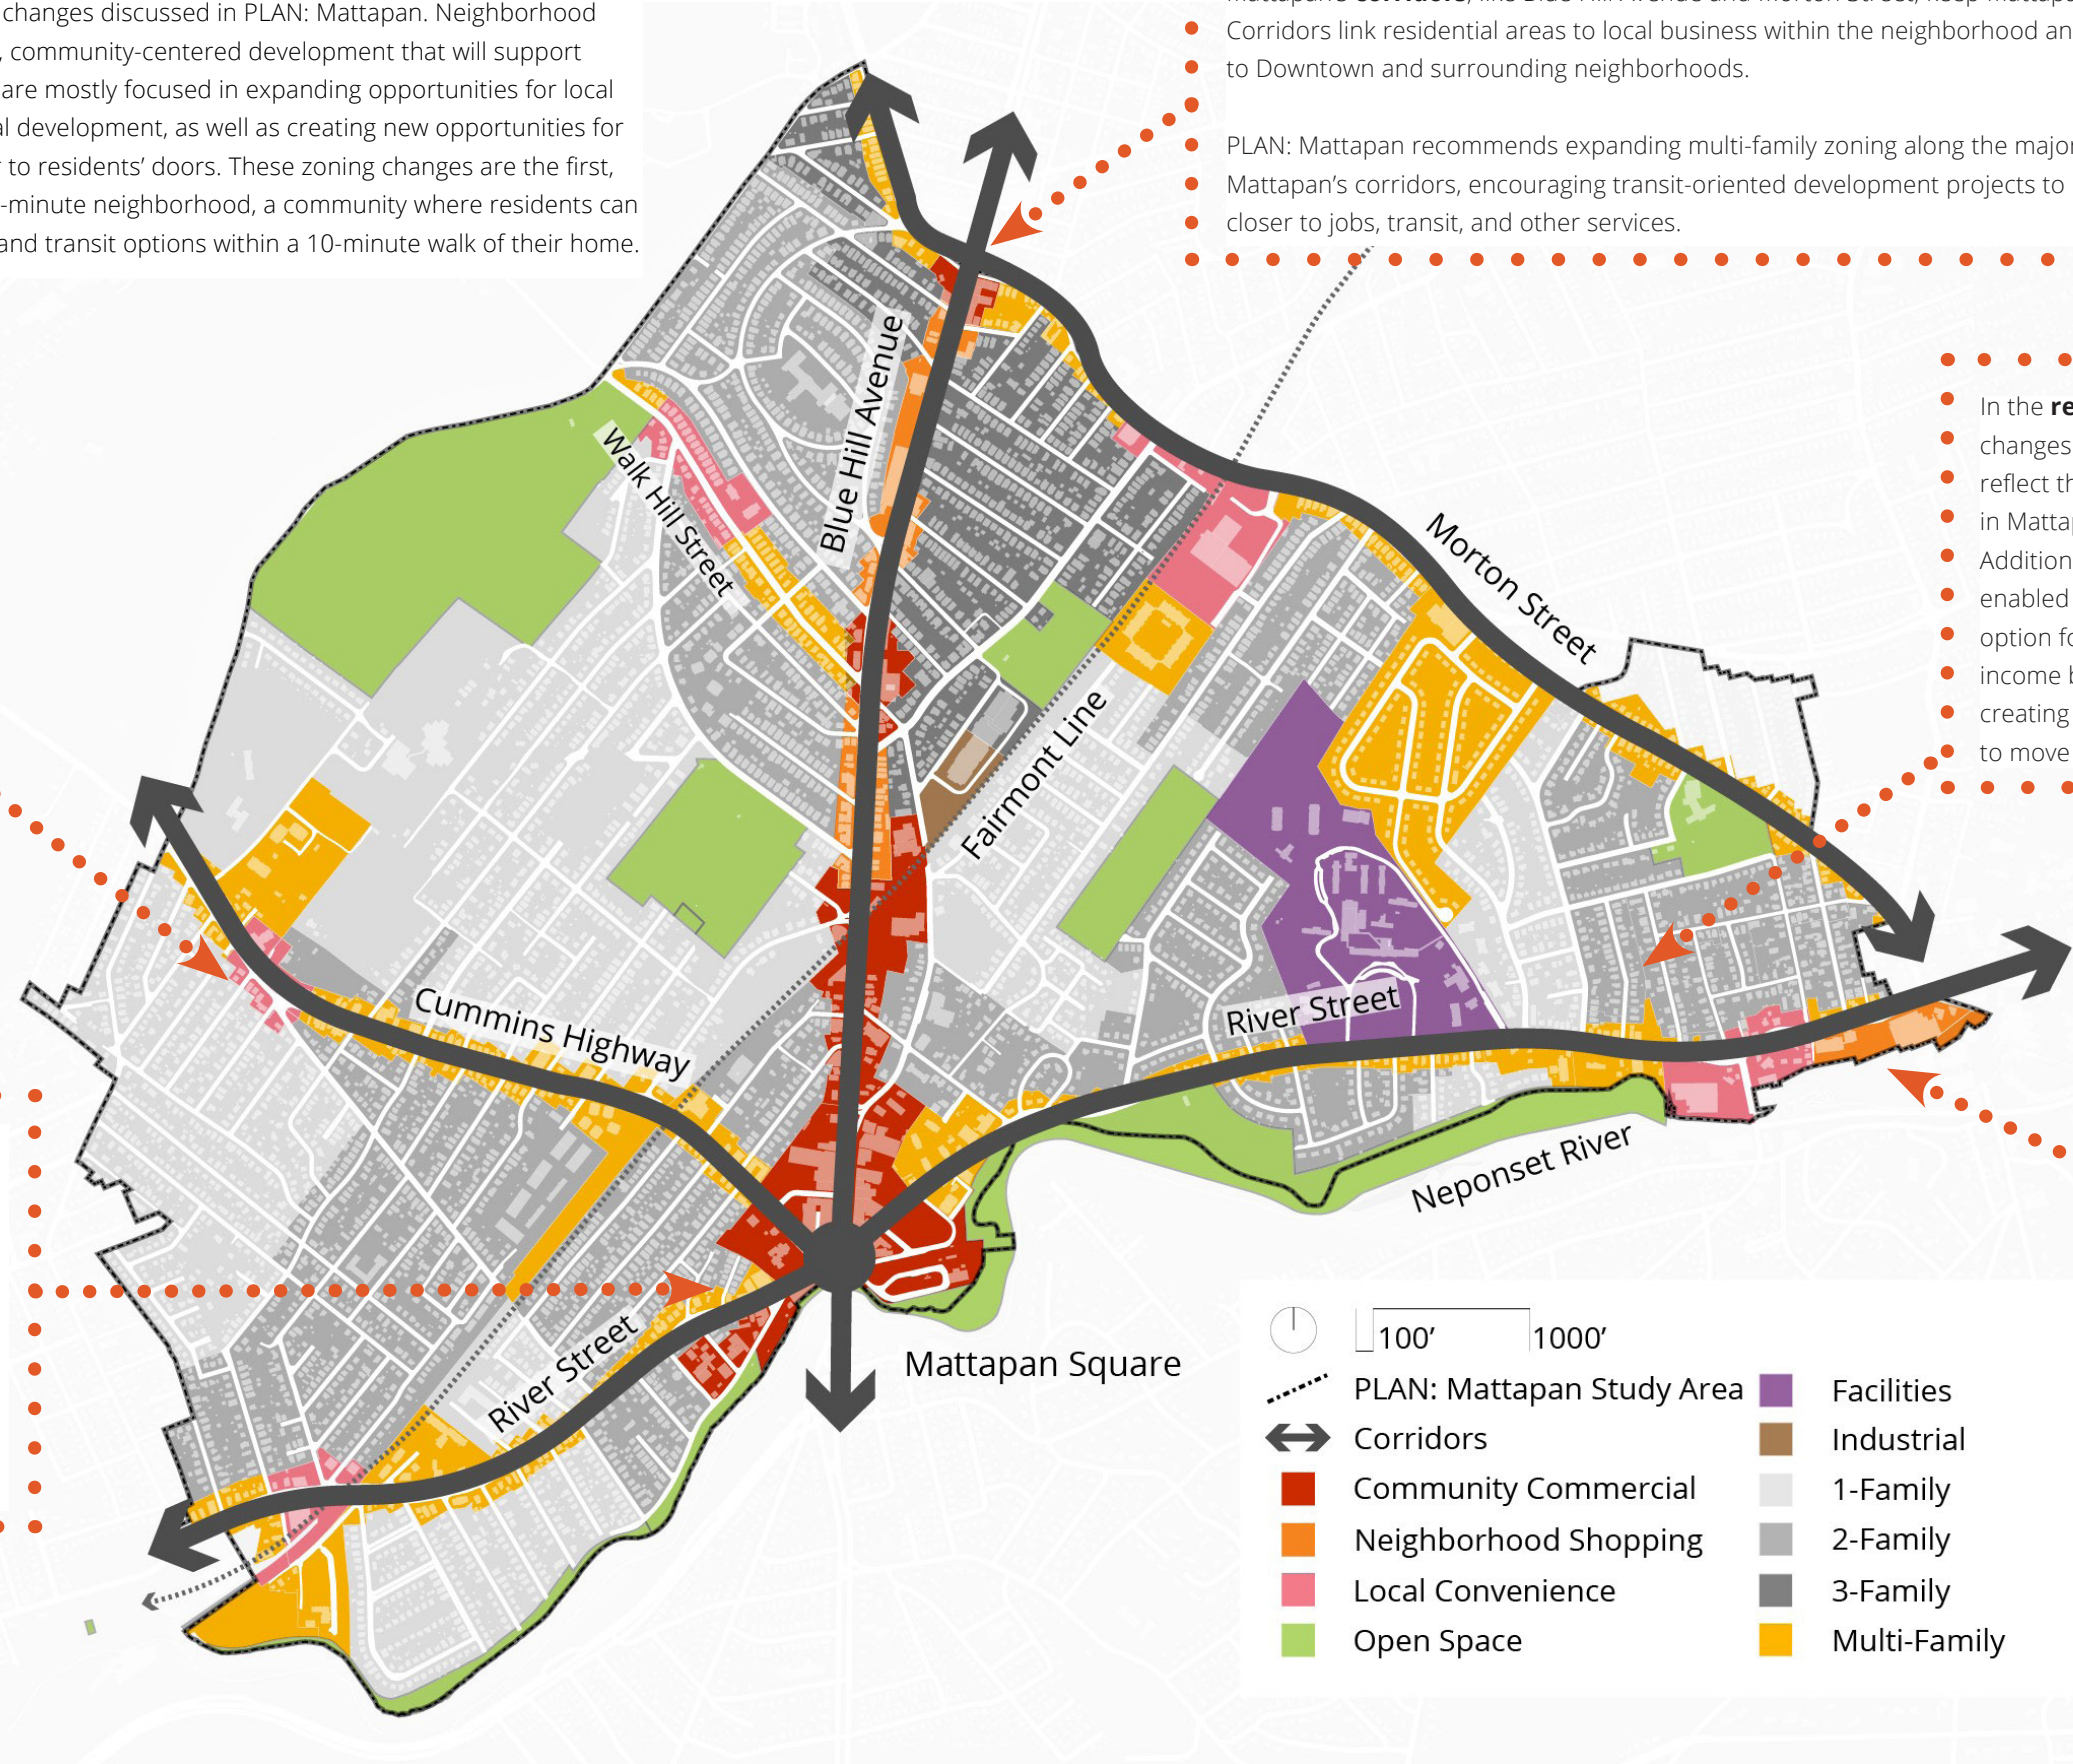 changes discussed in PLAN: Mattapan. Neighborhood
, community-centered development that will support
are mostly focused in expanding opportunities for local
l development, as well as creating new opportunities for
to residents' doors. These zoning changes are the first,
-minute neighborhood, a community where residents can
and transit options within a 10-minute walk of their home.
Corridors link residential areas to local business within the neighborhood an
to Downtown and surrounding neighborhoods.
PLAN: Mattapan recommends expanding multi-family zoning along the major
Mattapan's corridors, encouraging transit-oriented development projects to
closer to jobs, transit, and other services.
In the re
changes
reflect th
in Matta
Addition
enabled
option fo
income b
creating
to move
Blue Hill Avenue
Walk Hill Street
Morton Street
Fairmont Line
Cummins Highway
River Street
Neponset River
River Street
Mattapan Square
100' 1000'
PLAN: Mattapan Study Area
Corridors
Community Commercial
Neighborhood Shopping
Local Convenience
Open Space
Facilities
Industrial
1-Family
2-Family
3-Family
Multi-Family